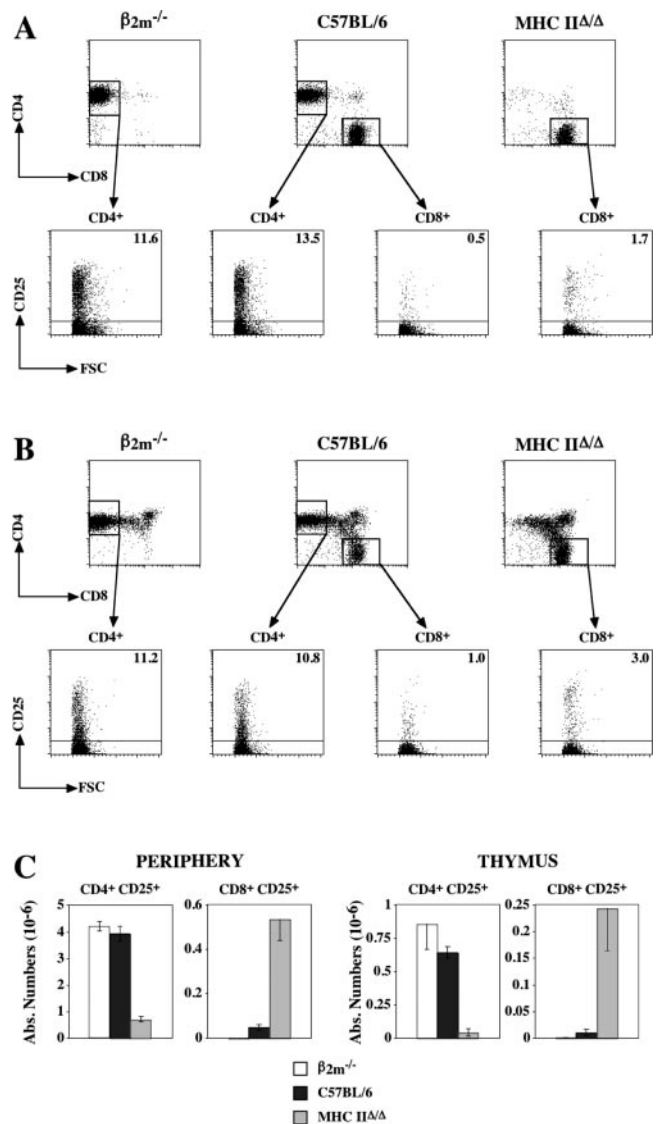 A
β2m-/- C57BL/6 MHC IIΔ/Δ
CD4
CD8
CD4+ CD4+ CD8+ CD8+
11.6 13.5 0.5 1.7
CD25
FSC
B
β2m-/- C57BL/6 MHC IIΔ/Δ
CD4
CD8
CD4+ CD4+ CD8+ CD8+
11.2 10.8 1.0 3.0
CD25
FSC
C
PERIPHERY THYMUS
CD4+ CD25+ CD8+ CD25+ CD4+ CD25+ CD8+ CD25+
Abs. Numbers (10-6)
5
4
3
2
1
0
0.6
0.4
0.2
0
Abs. Numbers (10-6)
1
0.75
0.5
0.25
0
0.25
0.2
0.15
0.1
0.05
0
β2m-/-
C57BL/6
MHC IIΔ/Δ